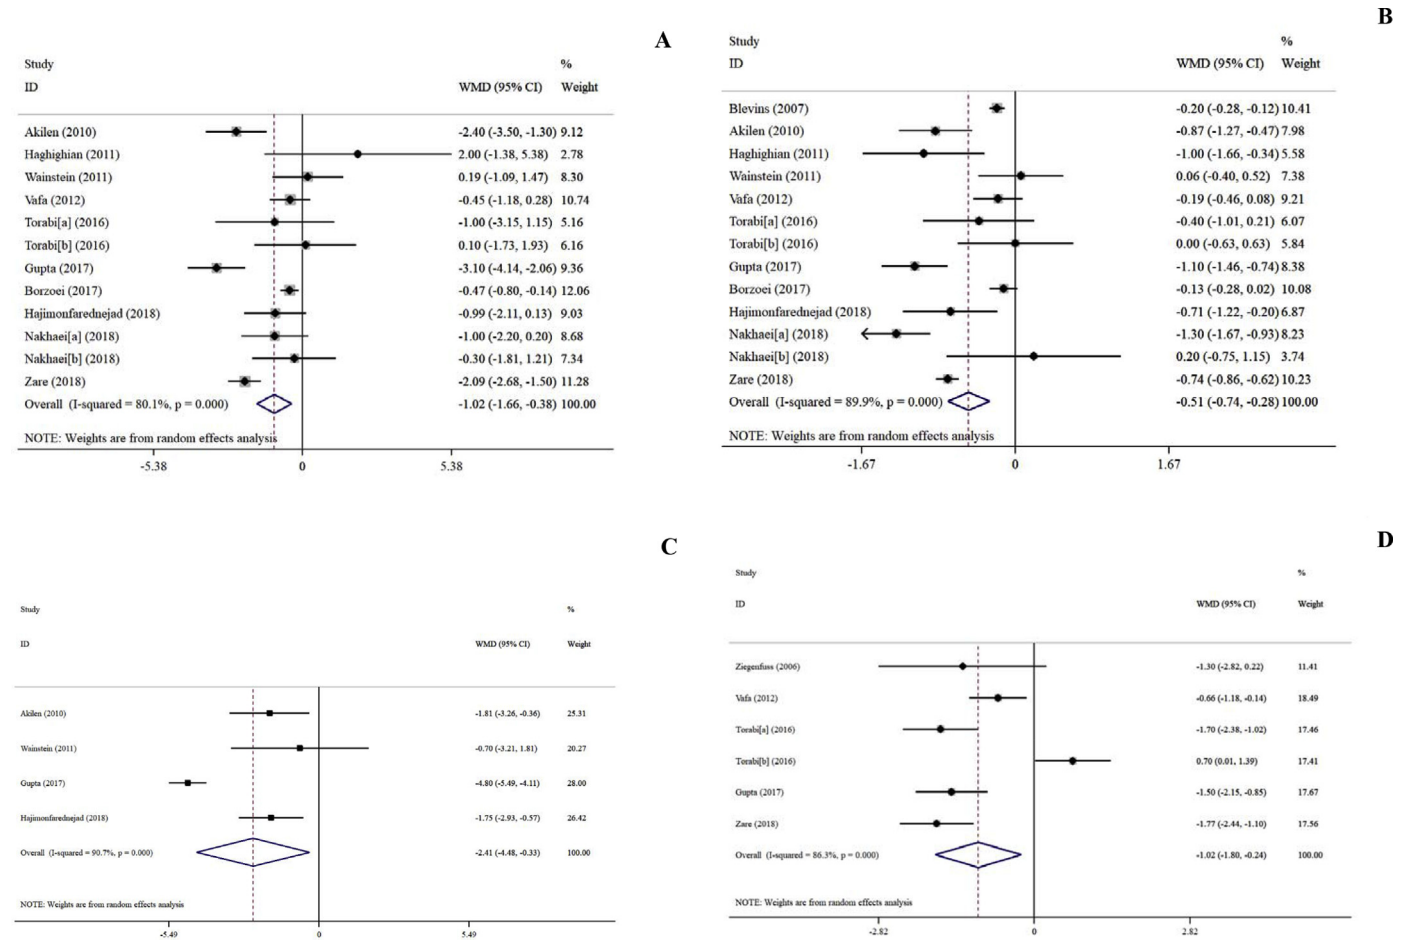 A
Study %
ID WMD (95% CI) Weight
Akilen (2010) -2.40 (-3.50, -1.30) 9.12
Haghighian (2011) 2.00 (-1.38, 5.38) 2.78
Wainstein (2011) 0.19 (-1.09, 1.47) 8.30
Vafa (2012) -0.45 (-1.18, 0.28) 10.74
Torabi[a] (2016) -1.00 (-3.15, 1.15) 5.16
Torabi[b] (2016) 0.10 (-1.73, 1.93) 6.16
Gupta (2017) -3.10 (-4.14, -2.06) 9.36
Borzoei (2017) -0.47 (-0.80, -0.14) 12.06
Hajimonfarednejad (2018) -0.99 (-2.11, 0.13) 9.03
Nakhaei[a] (2018) -1.00 (-2.20, 0.20) 8.68
Nakhaei[b] (2018) -0.30 (-1.81, 1.21) 7.34
Zare (2018) -2.09 (-2.68, -1.50) 11.28
Overall (I-squared = 80.1%, p = 0.000) -1.02 (-1.66, -0.38) 100.00
NOTE: Weights are from random effects analysis
-5.38 0 5.38
B
Study %
ID WMD (95% CI) Weight
Blevins (2007) -0.20 (-0.28, -0.12) 10.41
Akilen (2010) -0.87 (-1.27, -0.47) 7.98
Haghighian (2011) -1.00 (-1.66, -0.34) 5.58
Wainstein (2011) 0.06 (-0.40, 0.52) 7.38
Vafa (2012) -0.19 (-0.46, 0.08) 9.21
Torabi[a] (2016) -0.40 (-1.01, 0.21) 6.07
Torabi[b] (2016) 0.00 (-0.63, 0.63) 5.84
Gupta (2017) -1.10 (-1.46, -0.74) 8.38
Borzoei (2017) -0.13 (-0.28, 0.02) 10.08
Hajimonfarednejad (2018) -0.71 (-1.22, -0.20) 6.87
Nakhaei[a] (2018) -1.30 (-1.67, -0.93) 8.23
Nakhaei[b] (2018) 0.20 (-0.75, 1.15) 3.74
Zare (2018) -0.74 (-0.86, -0.62) 10.23
Overall (I-squared = 89.9%, p = 0.000) -0.51 (-0.74, -0.28) 100.00
NOTE: Weights are from random effects analysis
-1.67 0 1.67
C
Study %
ID WMD (95% CI) Weight
Akilen (2010) -1.81 (-3.26, -0.36) 25.31
Wainstein (2011) -0.70 (-3.21, 1.81) 20.27
Gupta (2017) -4.80 (-5.49, -4.11) 28.00
Hajimonfarednejad (2018) -1.75 (-2.93, -0.57) 26.42
Overall (I-squared = 90.7%, p = 0.000) -2.41 (-4.48, -0.33) 100.00
NOTE: Weights are from random effects analysis
-5.49 0 5.49
D
Study %
ID WMD (95% CI) Weight
Ziegenfuss (2006) -1.30 (-2.82, 0.22) 11.41
Vafa (2012) -0.66 (-1.18, -0.14) 18.49
Torabi[a] (2016) -1.70 (-2.38, -1.02) 17.46
Torabi[b] (2016) 0.70 (0.01, 1.39) 17.41
Gupta (2017) -1.50 (-2.15, -0.85) 17.67
Zare (2018) -1.77 (-2.44, -1.10) 17.56
Overall (I-squared = 86.3%, p = 0.000) -1.02 (-1.80, -0.24) 100.00
NOTE: Weights are from random effects analysis
-2.82 0 2.82